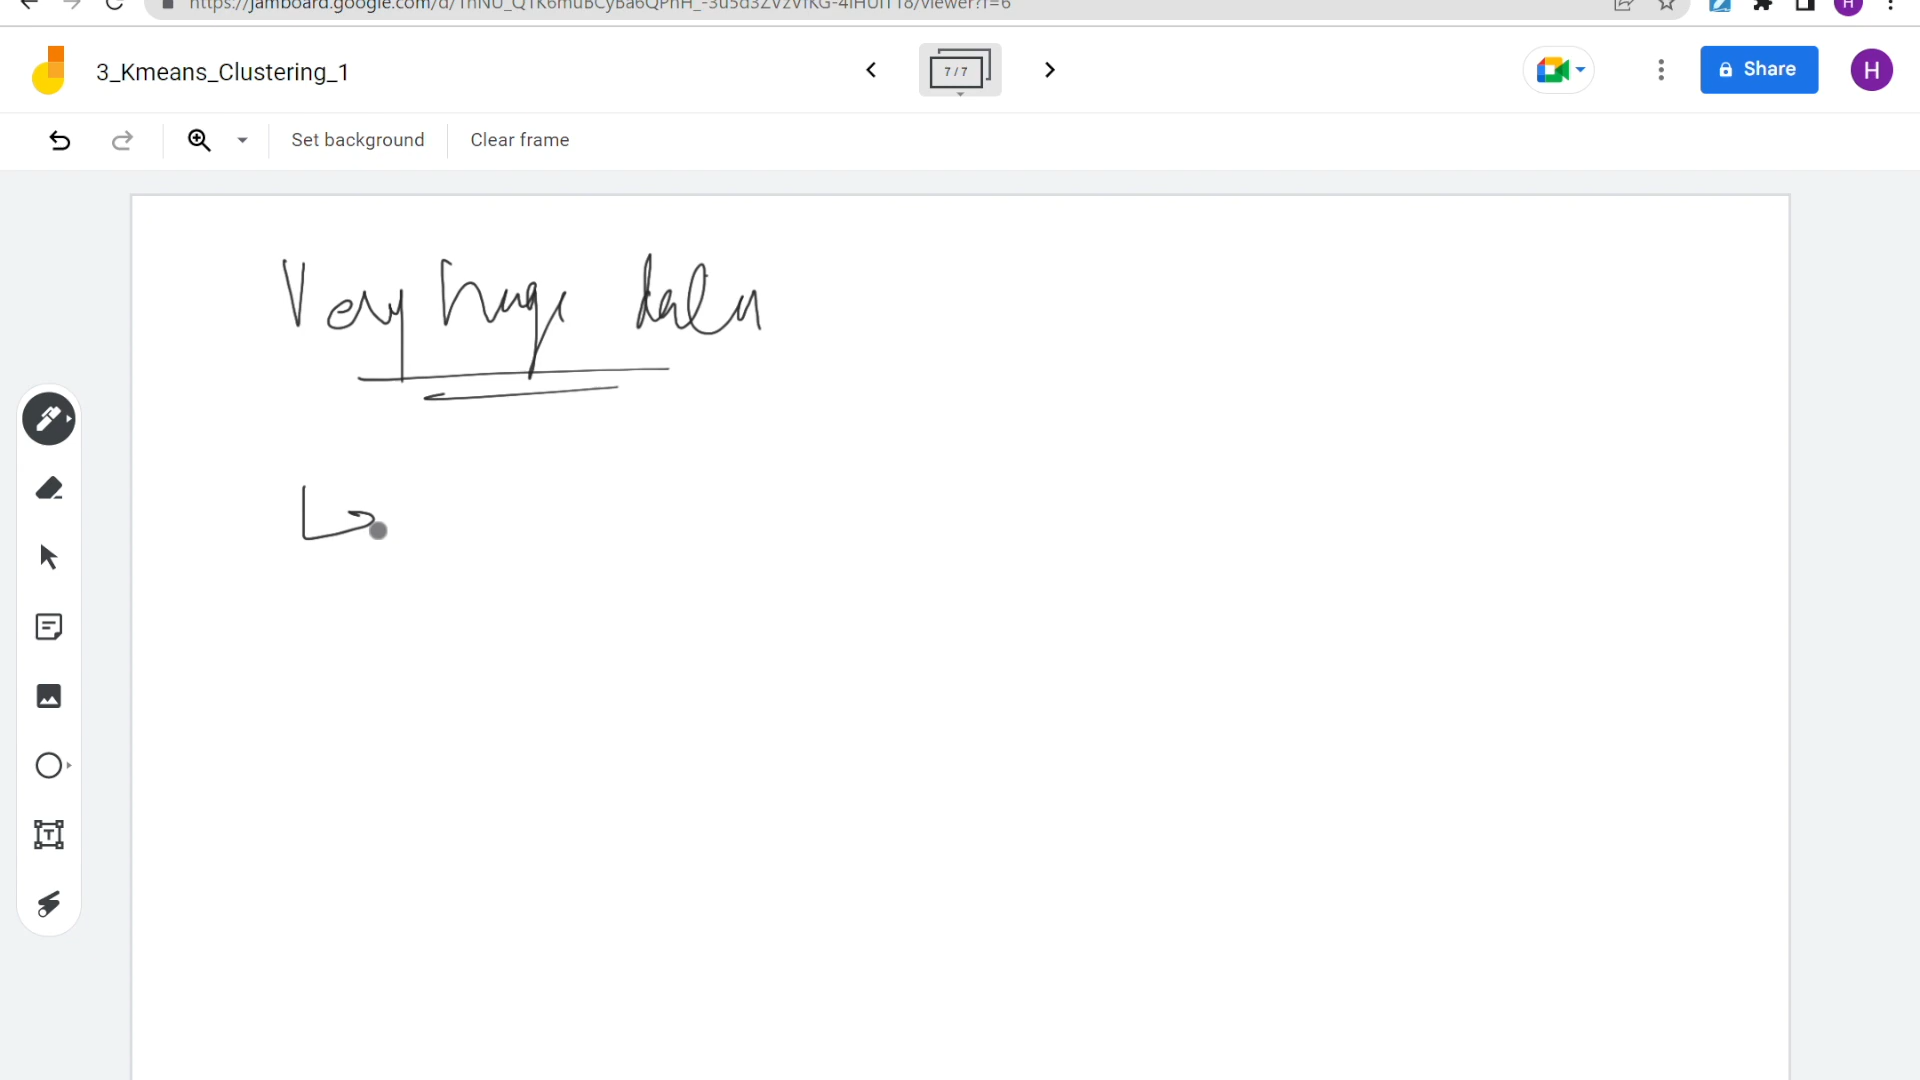 3_Kmeans_Clustering_1
7 / 7
Share
H
Set background
Clear frame
Very huge data